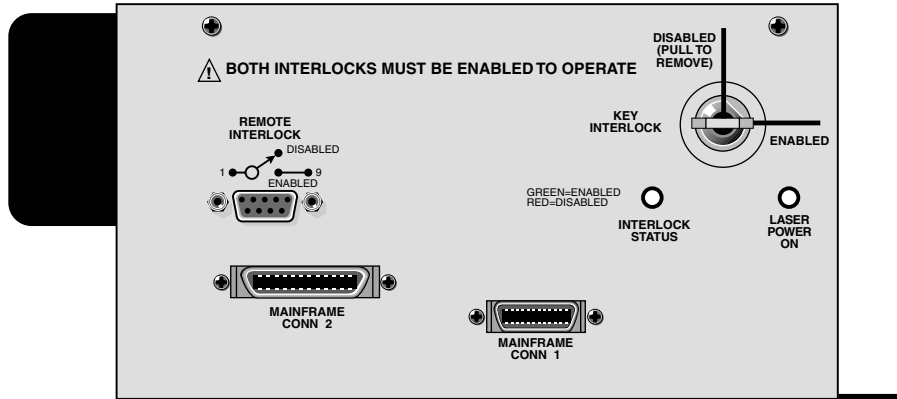 DISABLED
(PULL TO
REMOVE)
BOTH INTERLOCKS MUST BE ENABLED TO OPERATE
KEY
INTERLOCK
ENABLED
REMOTE
INTERLOCK
DISABLED
1
9
ENABLED
GREEN=ENABLED
RED=DISABLED
INTERLOCK
STATUS
LASER
POWER
ON
MAINFRAME
CONN 2
MAINFRAME
CONN 1